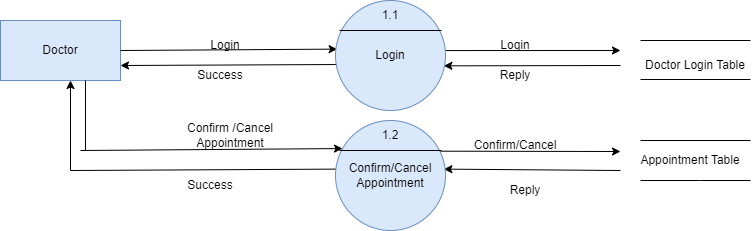 1.1
Doctor
Login
Login
Login
Doctor Login Table
Success
Reply
Confirm /Cancel
Appointment
1.2
Confirm/Cancel
Appointment Table
Confirm/Cancel
Appointment
Success
Reply